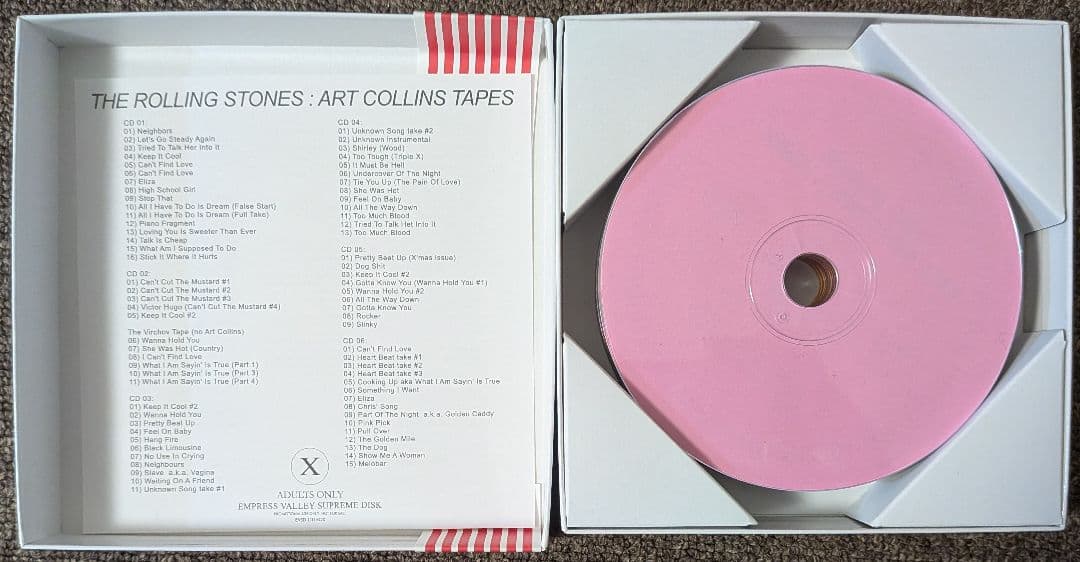 THE ROLLING STONES : ART COLLINS TAPES
CD 01:
01) Neighbors
02) Let's Go Steady Again
03) Tried To Talk Her Into It
04) Keep It Cool
05) Can't Find Love
06) Can't Find Love
07) Eliza
08) High School Girl
09) Stop That
10) All I Have To Do Is Dream (False Start)
11) All I Have To Do Is Dream (Full Take)
12) Piano Fragment
13) Loving You Is Sweeter Than Ever
14) Talk Is Cheap
15) What Am I Supposed To Do
16) Stick It Where It Hurts
CD 02:
01) Can't Cut The Mustard #1
02) Can't Cut The Mustard #2
03) Can't Cut The Mustard #3
04) Victor Hugo (Can't Cut The Mustard #4)
05) Keep It Cool #2
The Virchov Tape (no Art Collins)
06) Wanna Hold You
07) She Was Hot (Country)
08) I Can't Find Love
09) What I Am Sayin' Is True (Part 1)
10) What I Am Sayin' Is True (Part 3)
11) What I Am Sayin' Is True (Part 4)
CD 03:
01) Keep It Cool #2
02) Wanna Hold You
03) Pretty Beat Up
04) Feel On Baby
05) Hang Fire
06) Black Limousine
07) No Use In Crying
08) Neighbours
09) Slave a.k.a. Vagina
10) Waiting On A Friend
11) Unknown Song take #1
CD 04:
01) Unknown Song take #2
02) Unknown Instrumental
03) Shirley (Wood)
04) Too Tough (Triple X)
05) It Must Be Hell
06) Undercover Of The Night
07) Tie You Up (The Pain Of Love)
08) She Was Hot
09) Feel On Baby
10) All The Way Down
11) Too Much Blood
12) Tried To Talk Het Into It
13) Too Much Blood
CD 05:
01) Pretty Beat Up (X'mas Issue)
02) Dog Shit
03) Keep It Cool #2
04) Gotta Know You (Wanna Hold You #1)
05) Wanna Hold You #2
06) All The Way Down
07) Gotta Know You
08) Rocker
09) Slinky
CD 06:
01) Can't Find Love
02) Heart Beat take #1
03) Heart Beat take #2
04) Heart Beat take #3
05) Cooking Up aka What I Am Sayin' Is True
06) Something I Want
07) Eliza
08) Chris' Song
09) Part Of The Night a.k.a. Golden Caddy
10) Pink Pick
11) Pull Over
12) The Golden Mile
13) The Dog
14) Show Me A Woman
15) Melobar
X
ADULTS ONLY
EMPRESS VALLEY SUPREME DISK